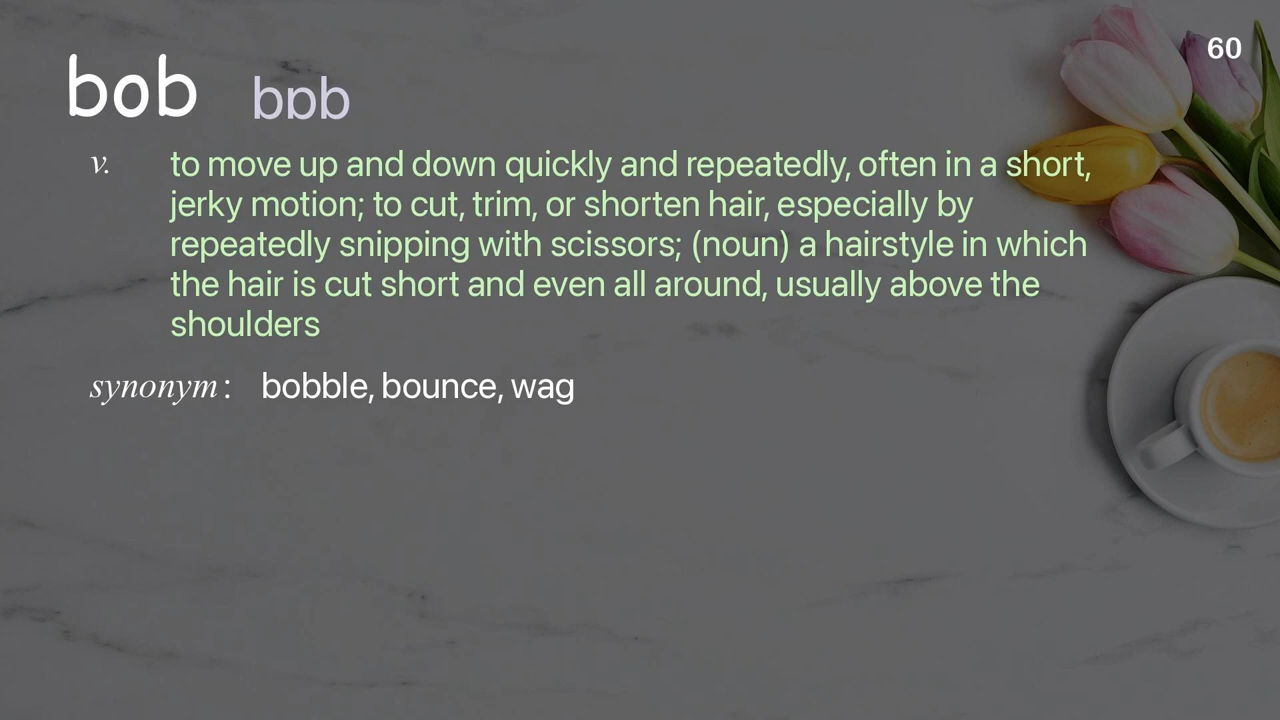 60
bob bɒb
v. to move up and down quickly and repeatedly, often in a short,
jerky motion; to cut, trim, or shorten hair, especially by
repeatedly snipping with scissors; (noun) a hairstyle in which
the hair is cut short and even all around, usually above the
shoulders
synonym: bobble, bounce, wag